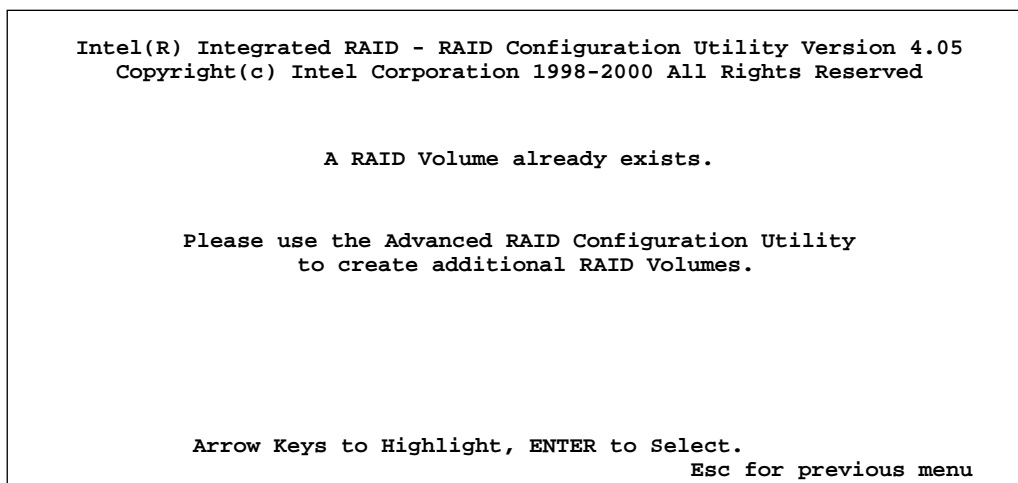 Intel(R) Integrated RAID - RAID Configuration Utility Version 4.05
Copyright(c) Intel Corporation 1998-2000 All Rights Reserved
A RAID Volume already exists.
Please use the Advanced RAID Configuration Utility
to create additional RAID Volumes.
Arrow Keys to Highlight, ENTER to Select.
Esc for previous menu